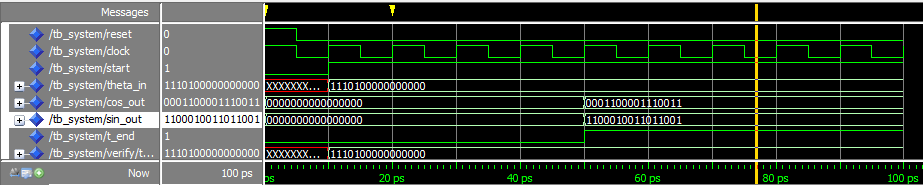 Messages
/tb_system/reset 0
/tb_system/clock 0
/tb_system/start 1
/tb_system/theta_in 1110100000000000 XXXXXXX... 1110100000000000
/tb_system/cos_out 0001100001110011 0000000000000000 0001100001110011
/tb_system/sin_out 1100010011011001 0000000000000000 1100010011011001
/tb_system/t_end 1
/tb_system/verify/t... 1110100000000000 XXXXXXX... 1110100000000000
Now 100 ps ps 20 ps 40 ps 60 ps 80 ps 100 ps